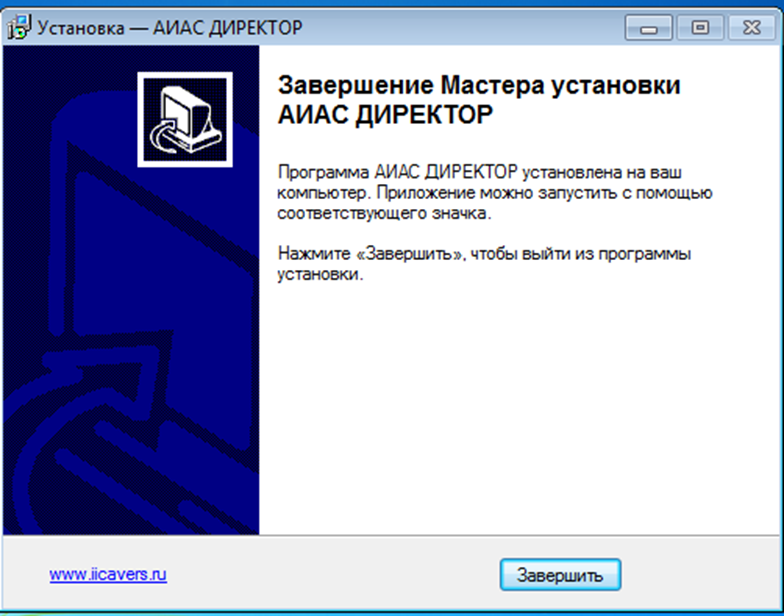 Установка — АИАС ДИРЕКТОР
Завершение Мастера установки
АИАС ДИРЕКТОР
Программа АИАС ДИРЕКТОР установлена на ваш
компьютер. Приложение можно запустить с помощью
соответствующего значка.
Нажмите «Завершить», чтобы выйти из программы
установки.
www.iicavers.ru
Завершить